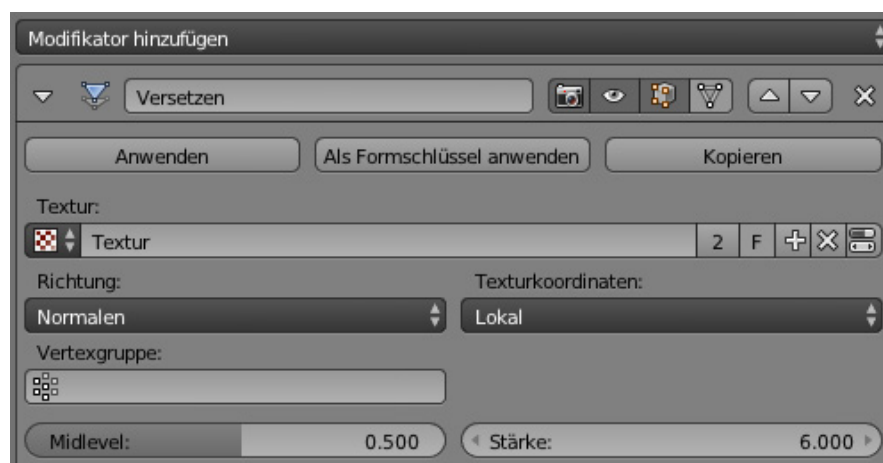 Modifikator hinzufügen
Versetzen
Anwenden Als Formschlüssel anwenden Kopieren
Textur:
Textur 2 F
Richtung: Texturkoordinaten:
Normalen Lokal
Vertexgruppe:
Midlevel: 0.500 Stärke: 6.000